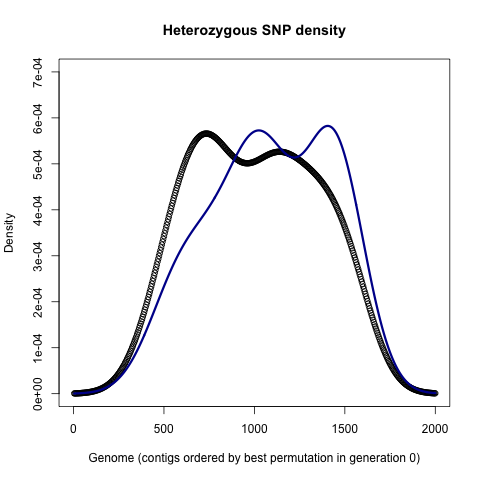 Heterozygous SNP density
Density
7e-04
6e-04
5e-04
4e-04
3e-04
2e-04
1e-04
0e+00
0 500 1000 1500 2000
Genome (contigs ordered by best permutation in generation 0)